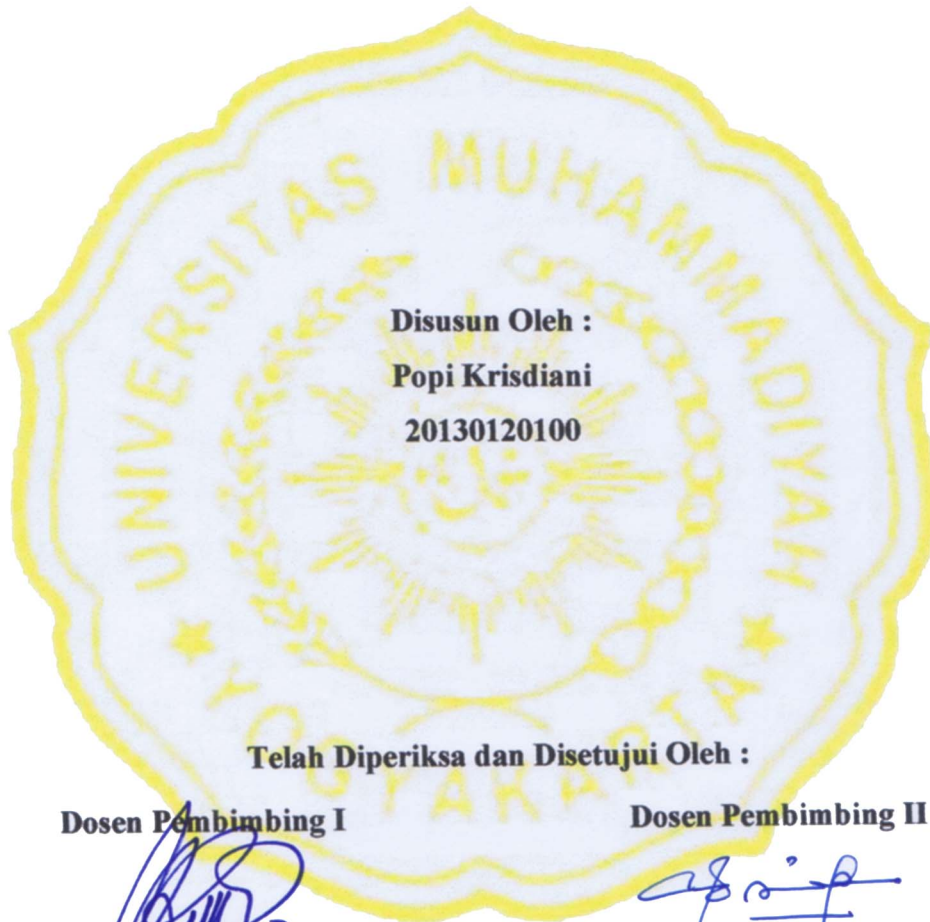 UNIVERSITAS MUHAMMADIYAH
Disusun Oleh :
Popi Krisdiani
20130120100
YOGYAKARTA
Telah Diperiksa dan Disetujui Oleh :
Dosen Pembimbing I
Dosen Pembimbing II